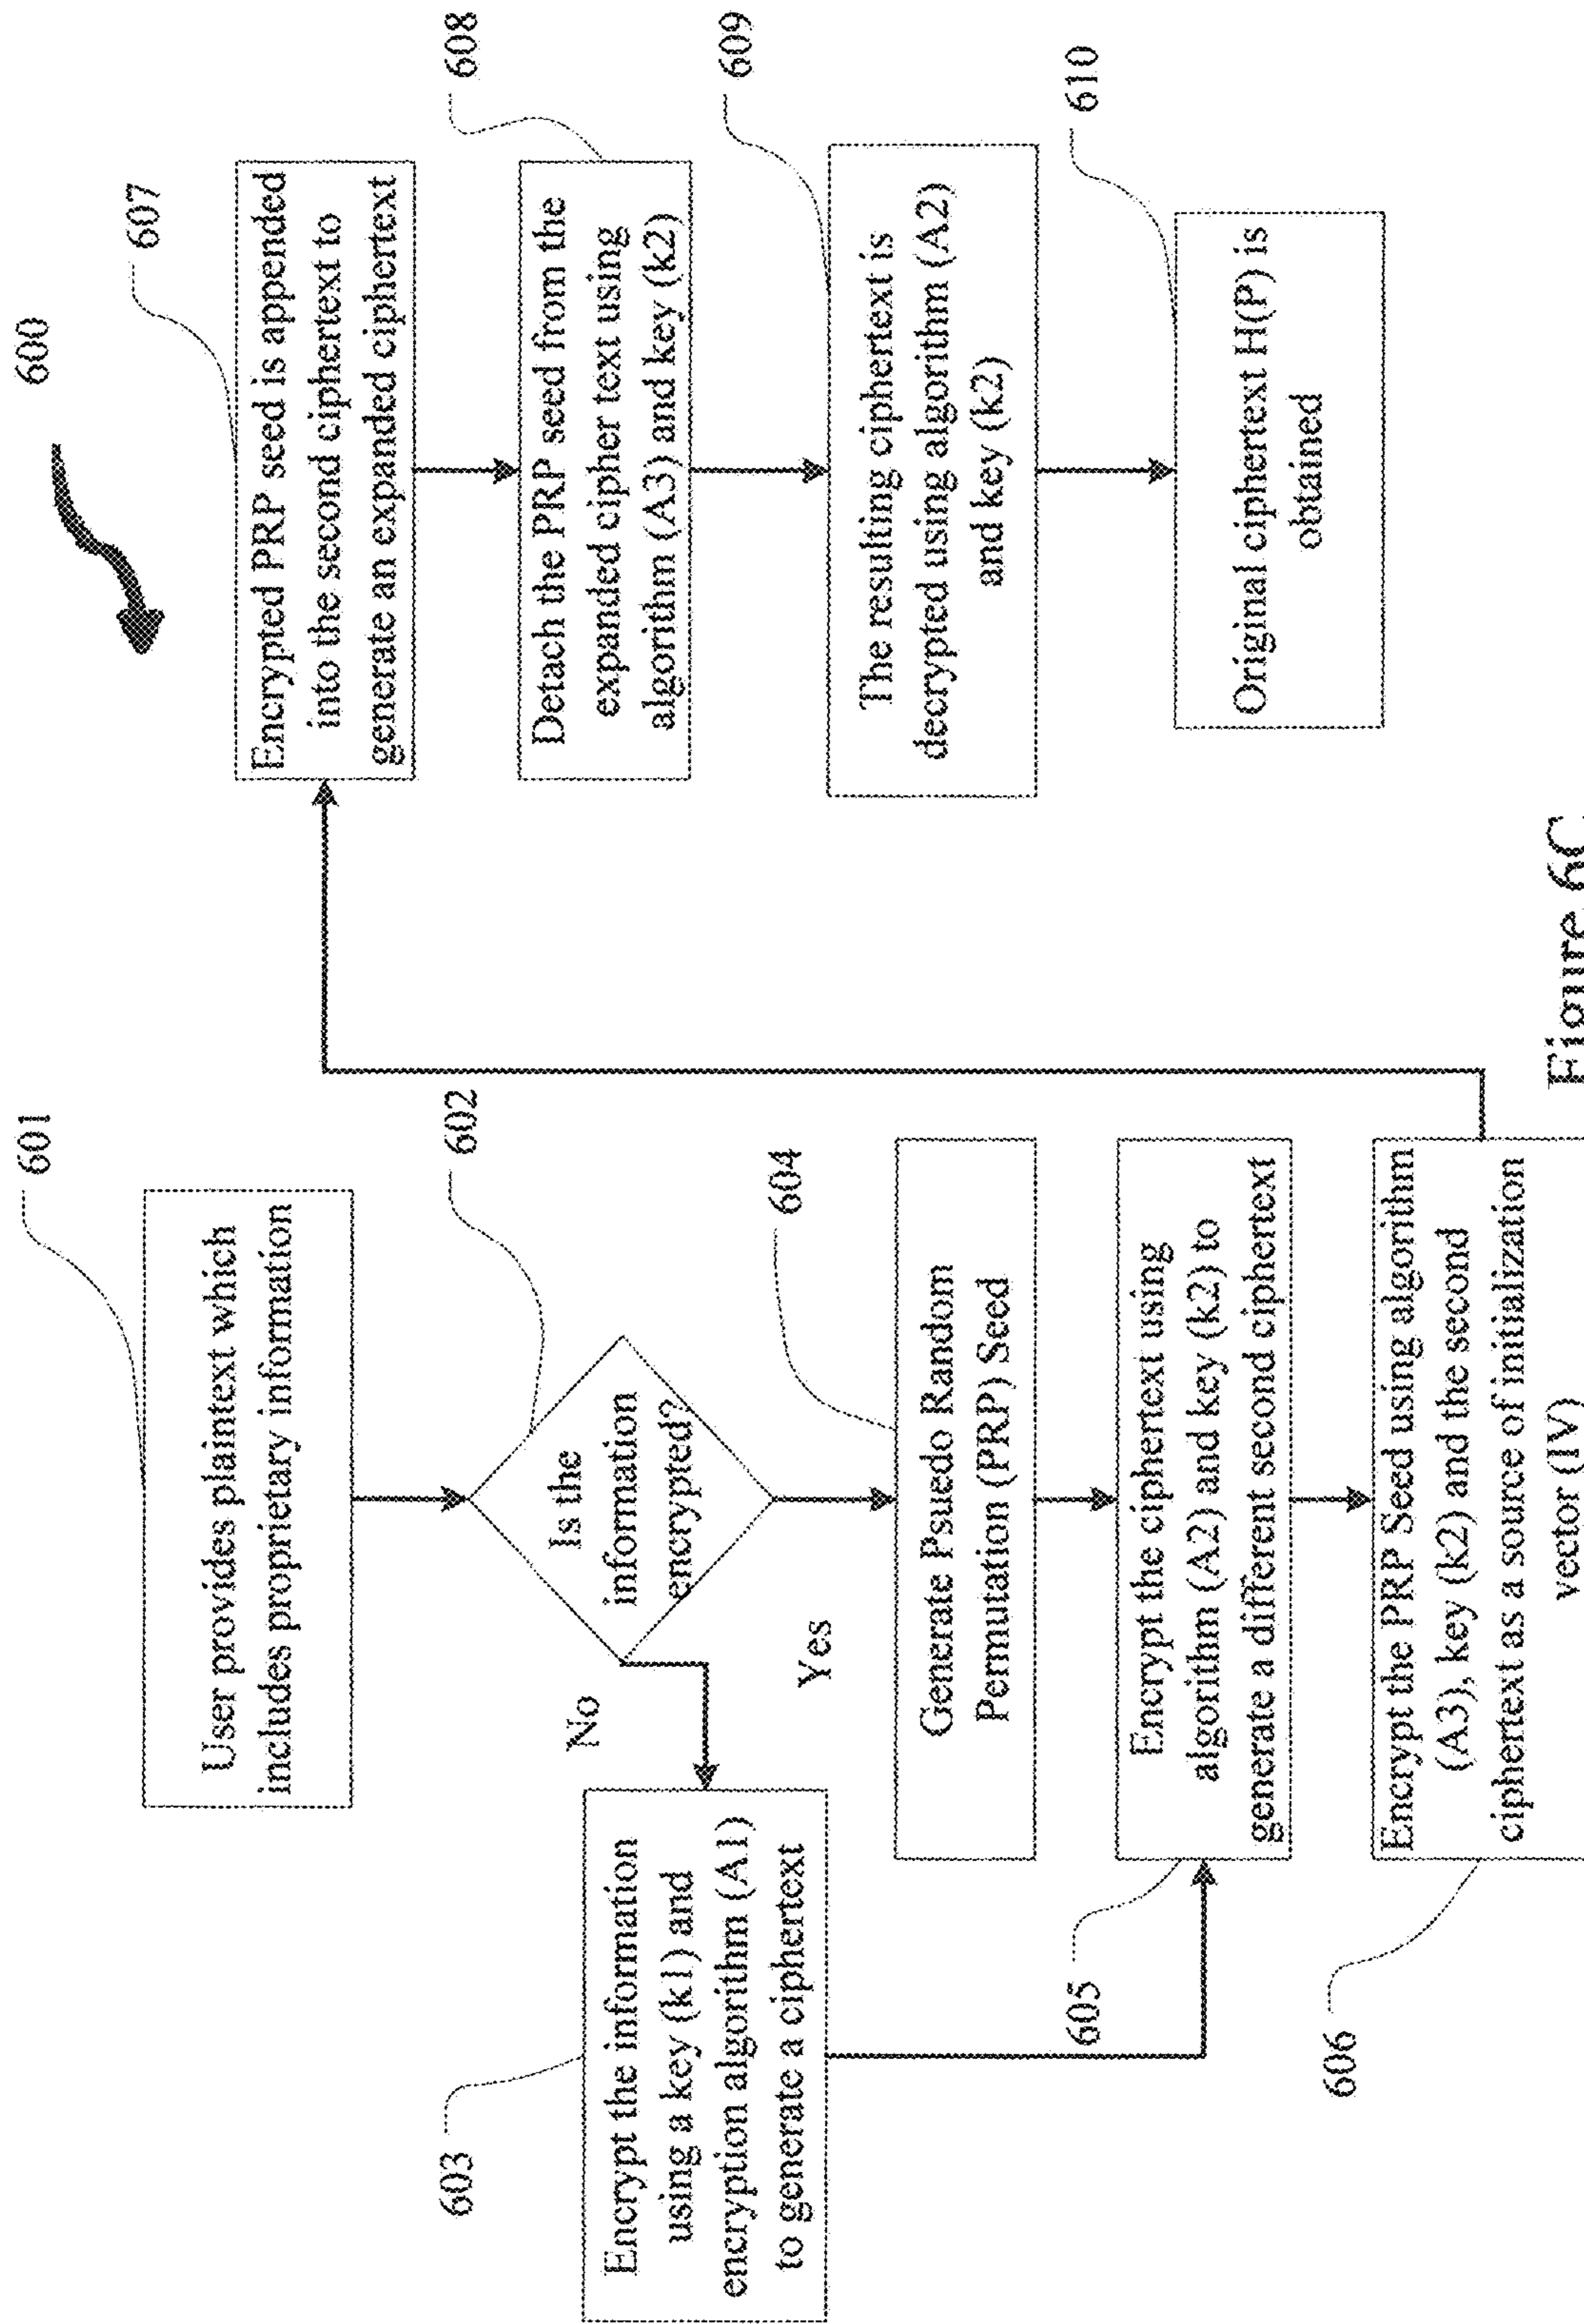 600
601
User provides plaintext which
includes proprietary information
602
Is the
information
encrypted?
No
Yes
603
Encrypt the information
using a key (k1) and
encryption algorithm (A1)
to generate a ciphertext
604
Generate Psuedo Random
Permutation (PRP) Seed
605
Encrypt the ciphertext using
algorithm (A2) and key (k2) to
generate a different second ciphertext
606
Encrypt the PRP Seed using algorithm
(A3), key (k2) and the second
ciphertext as a source of initialization
vector (IV)
607
Encrypted PRP seed is appended
into the second ciphertext to
generate an expanded ciphertext
608
Detach the PRP seed from the
expanded cipher text using
algorithm (A3) and key (k2)
609
The resulting ciphertext is
decrypted using algorithm (A2)
and key (k2)
610
Original ciphertext H(P) is
obtained
Figure 6C